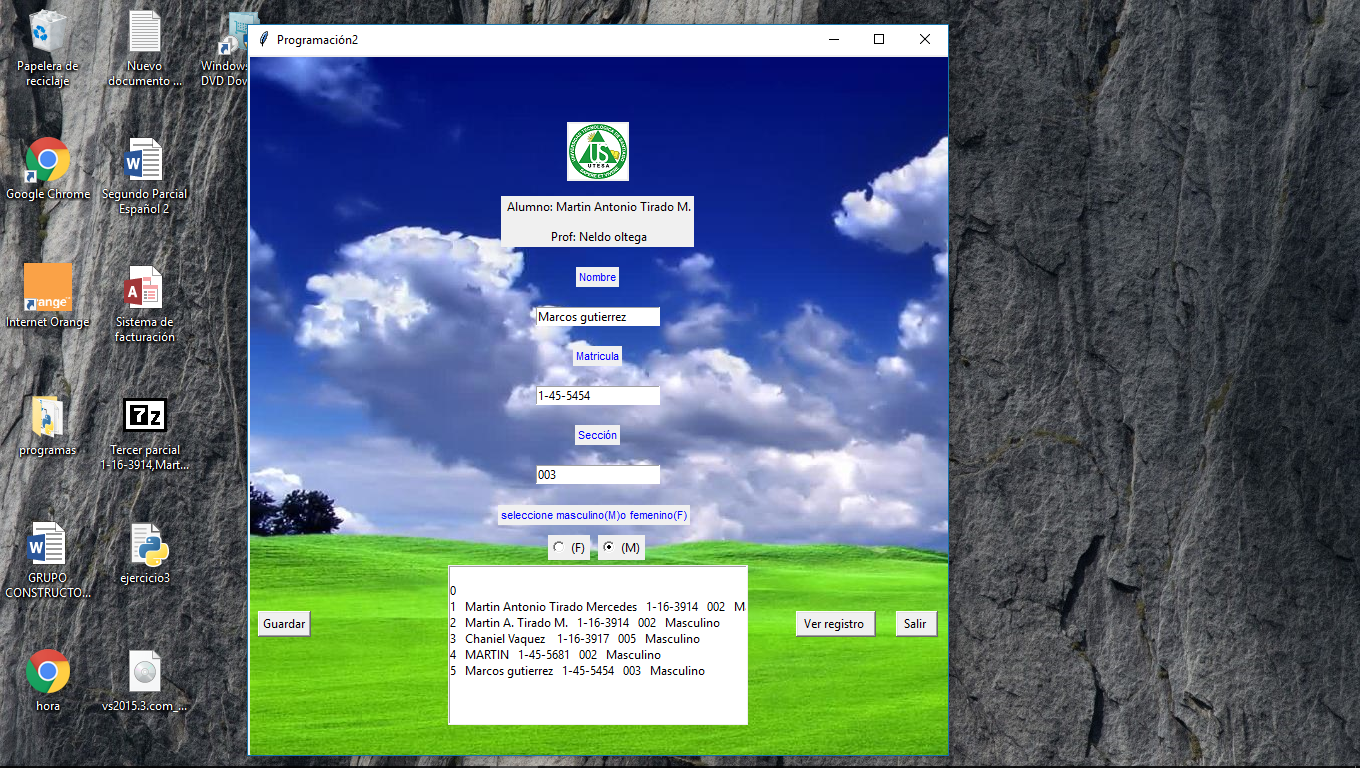 Papelera de
reciclaje
Nuevo
documento ...
Windows
DVD Dow
Google Chrome
Segundo Parcial
Español 2
range™
Internet Orange
Sistema de
facturación
programas
7z
Tercer parcial
1-16-3914,Mart...
GRUPO
CONSTRUCTO...
ejercicio3
hora
vs2015.3.com_...
Programación2
UTESA
Alumno: Martin Antonio Tirado M.
Prof: Neldo oltega
Nombre
Marcos gutierrez
Matricula
1-45-5454
Sección
003
seleccione masculino(M)o femenino(F)
(F) (M)
0
1 Martin Antonio Tirado Mercedes 1-16-3914 002 M
2 Martin A. Tirado M. 1-16-3914 002 Masculino
3 Chaniel Vaquez 1-16-3917 005 Masculino
4 MARTIN 1-45-5681 002 Masculino
5 Marcos gutierrez 1-45-5454 003 Masculino
Guardar
Ver registro
Salir